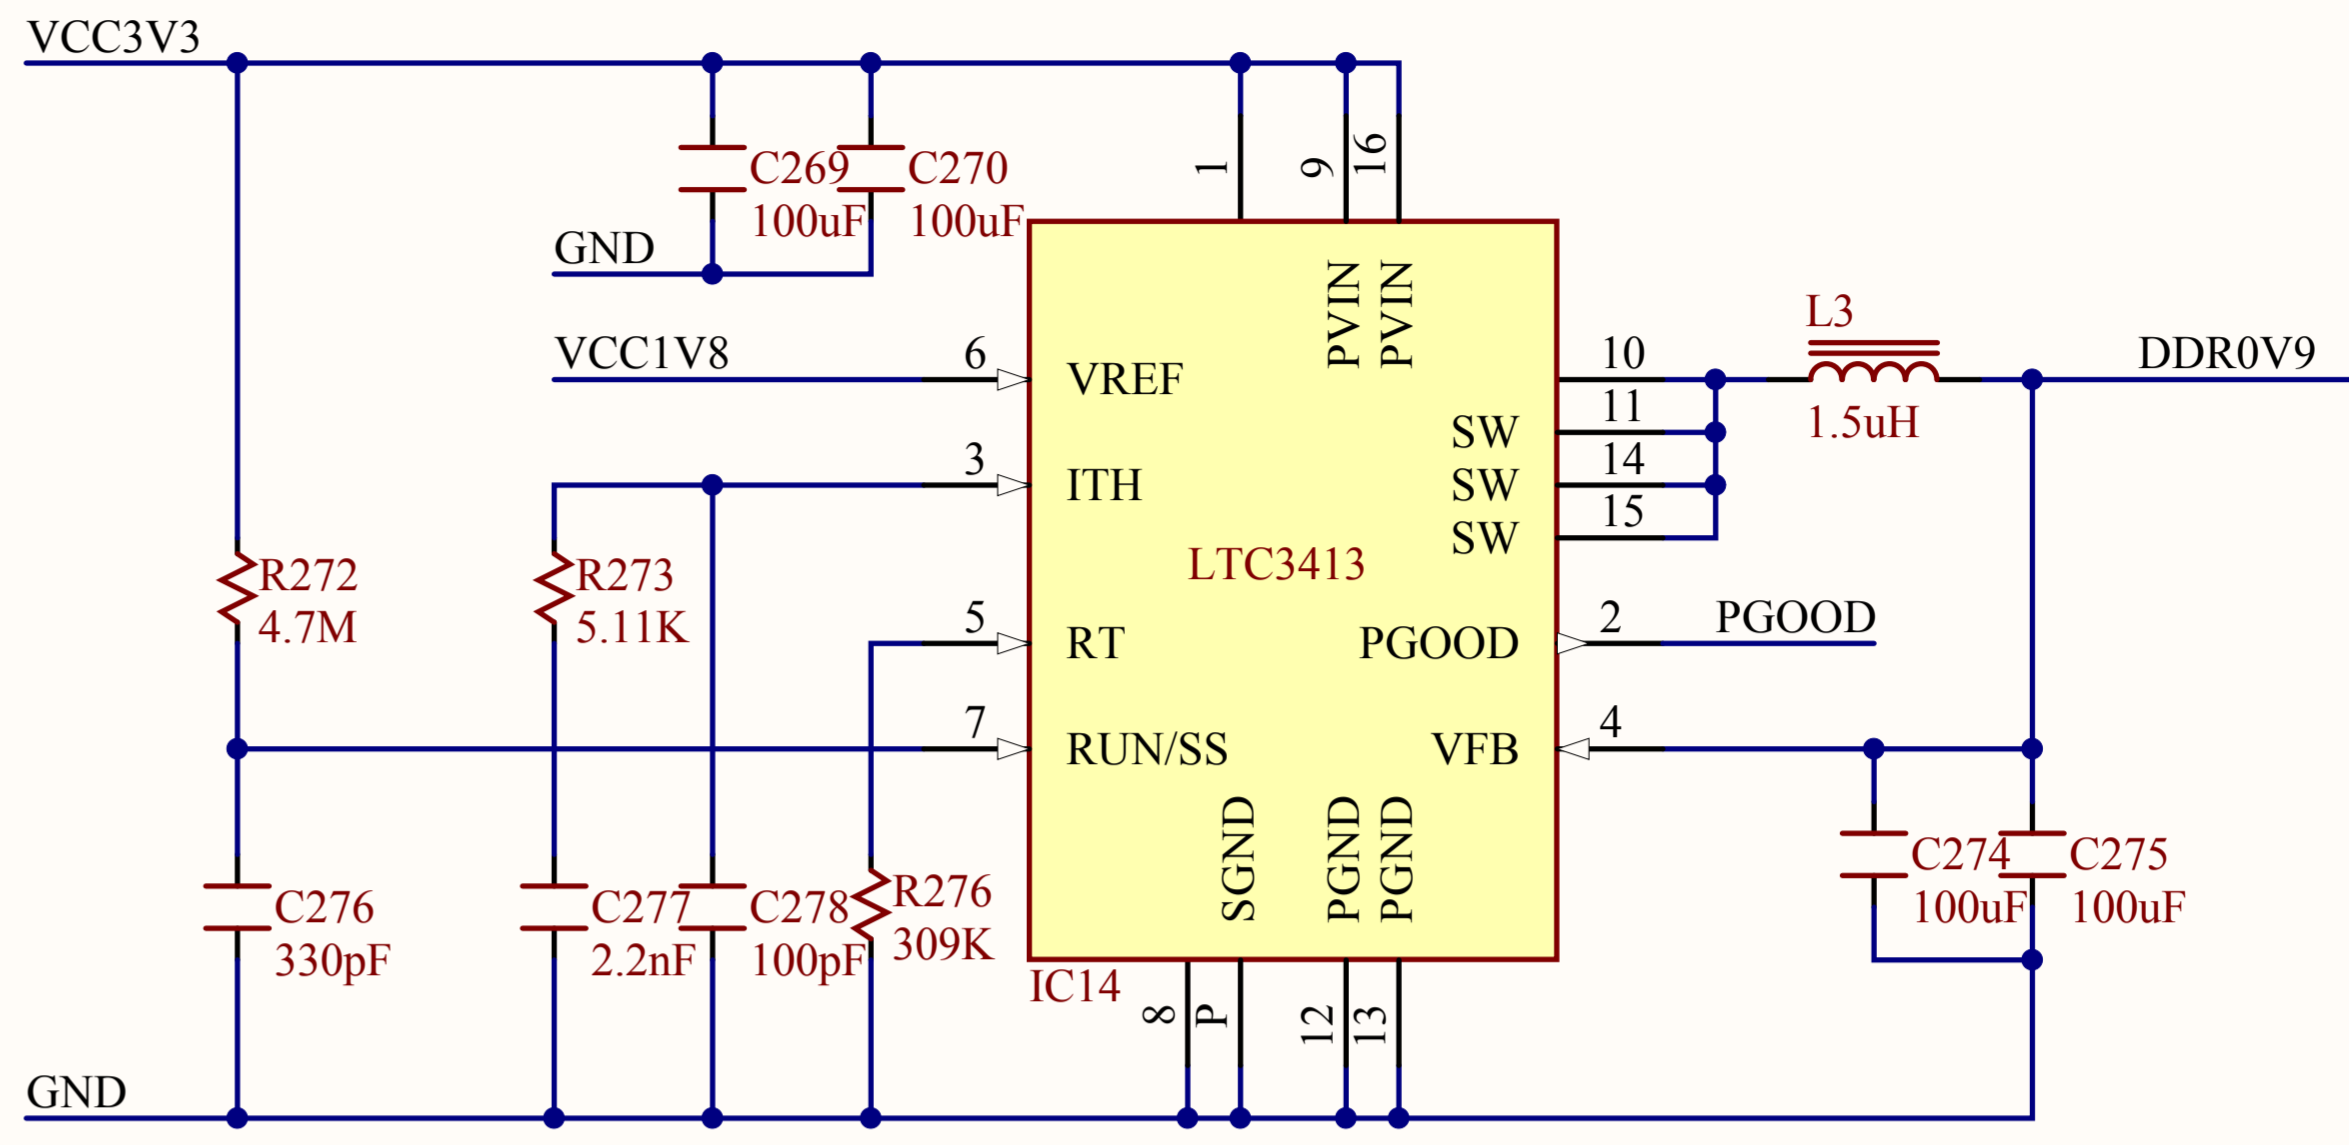 VCC3V3
C269
100uF
C270
100uF
1
9
16
GND
PVIN
PVIN
VCC1V8
6
VREF
10
L3
1.5uH
DDR0V9
11
SW
3
ITH
14
SW
15
SW
LTC3413
R272
4.7M
R273
5.11K
5
RT
PGOOD
2
PGOOD
7
RUN/SS
VFB
4
SGND
PGND
PGND
C274
100uF
C275
100uF
C276
330pF
C277
2.2nF
C278
100pF
R276
309K
IC14
8
P
12
13
GND